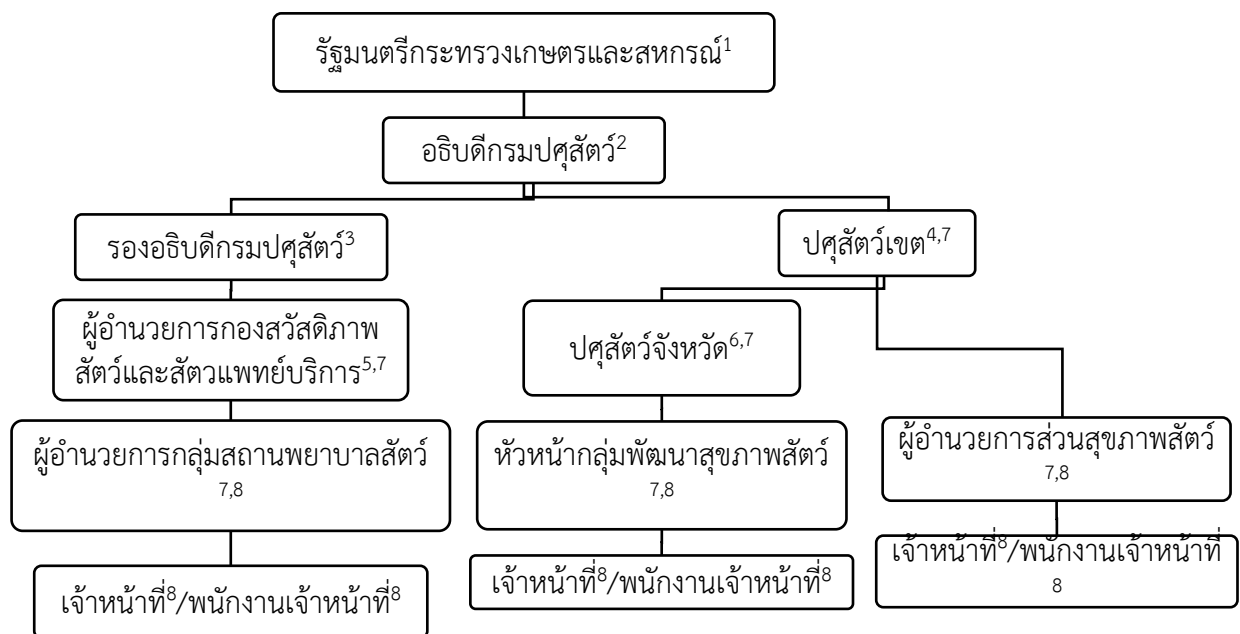 รัฐมนตรีกระทรวงเกษตรและสหกรณ์¹
อธิบดีกรมปศุสัตว์²
รองอธิบดีกรมปศุสัตว์³
ปศุสัตว์เขต⁴,⁷
ผู้อำนวยการกองสวัสดิภาพ
สัตว์และสัตวแพทย์บริการ⁵,⁷
ปศุสัตว์จังหวัด⁶,⁷
ผู้อำนวยการกลุ่มสถานพยาบาลสัตว์
⁷,⁸
หัวหน้ากลุ่มพัฒนาสุขภาพสัตว์
⁷,⁸
ผู้อำนวยการส่วนสุขภาพสัตว์
⁷,⁸
เจ้าหน้าที่⁸/พนักงานเจ้าหน้าที่⁸
เจ้าหน้าที่⁸/พนักงานเจ้าหน้าที่⁸
เจ้าหน้าที่⁸/พนักงานเจ้าหน้าที่
⁸